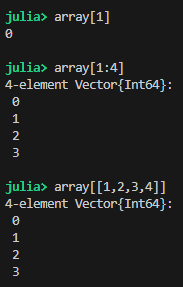 julia> array[1]
0
julia> array[1:4]
4-element Vector{Int64}:
0
1
2
3
julia> array[[1,2,3,4]]
4-element Vector{Int64}:
0
1
2
3